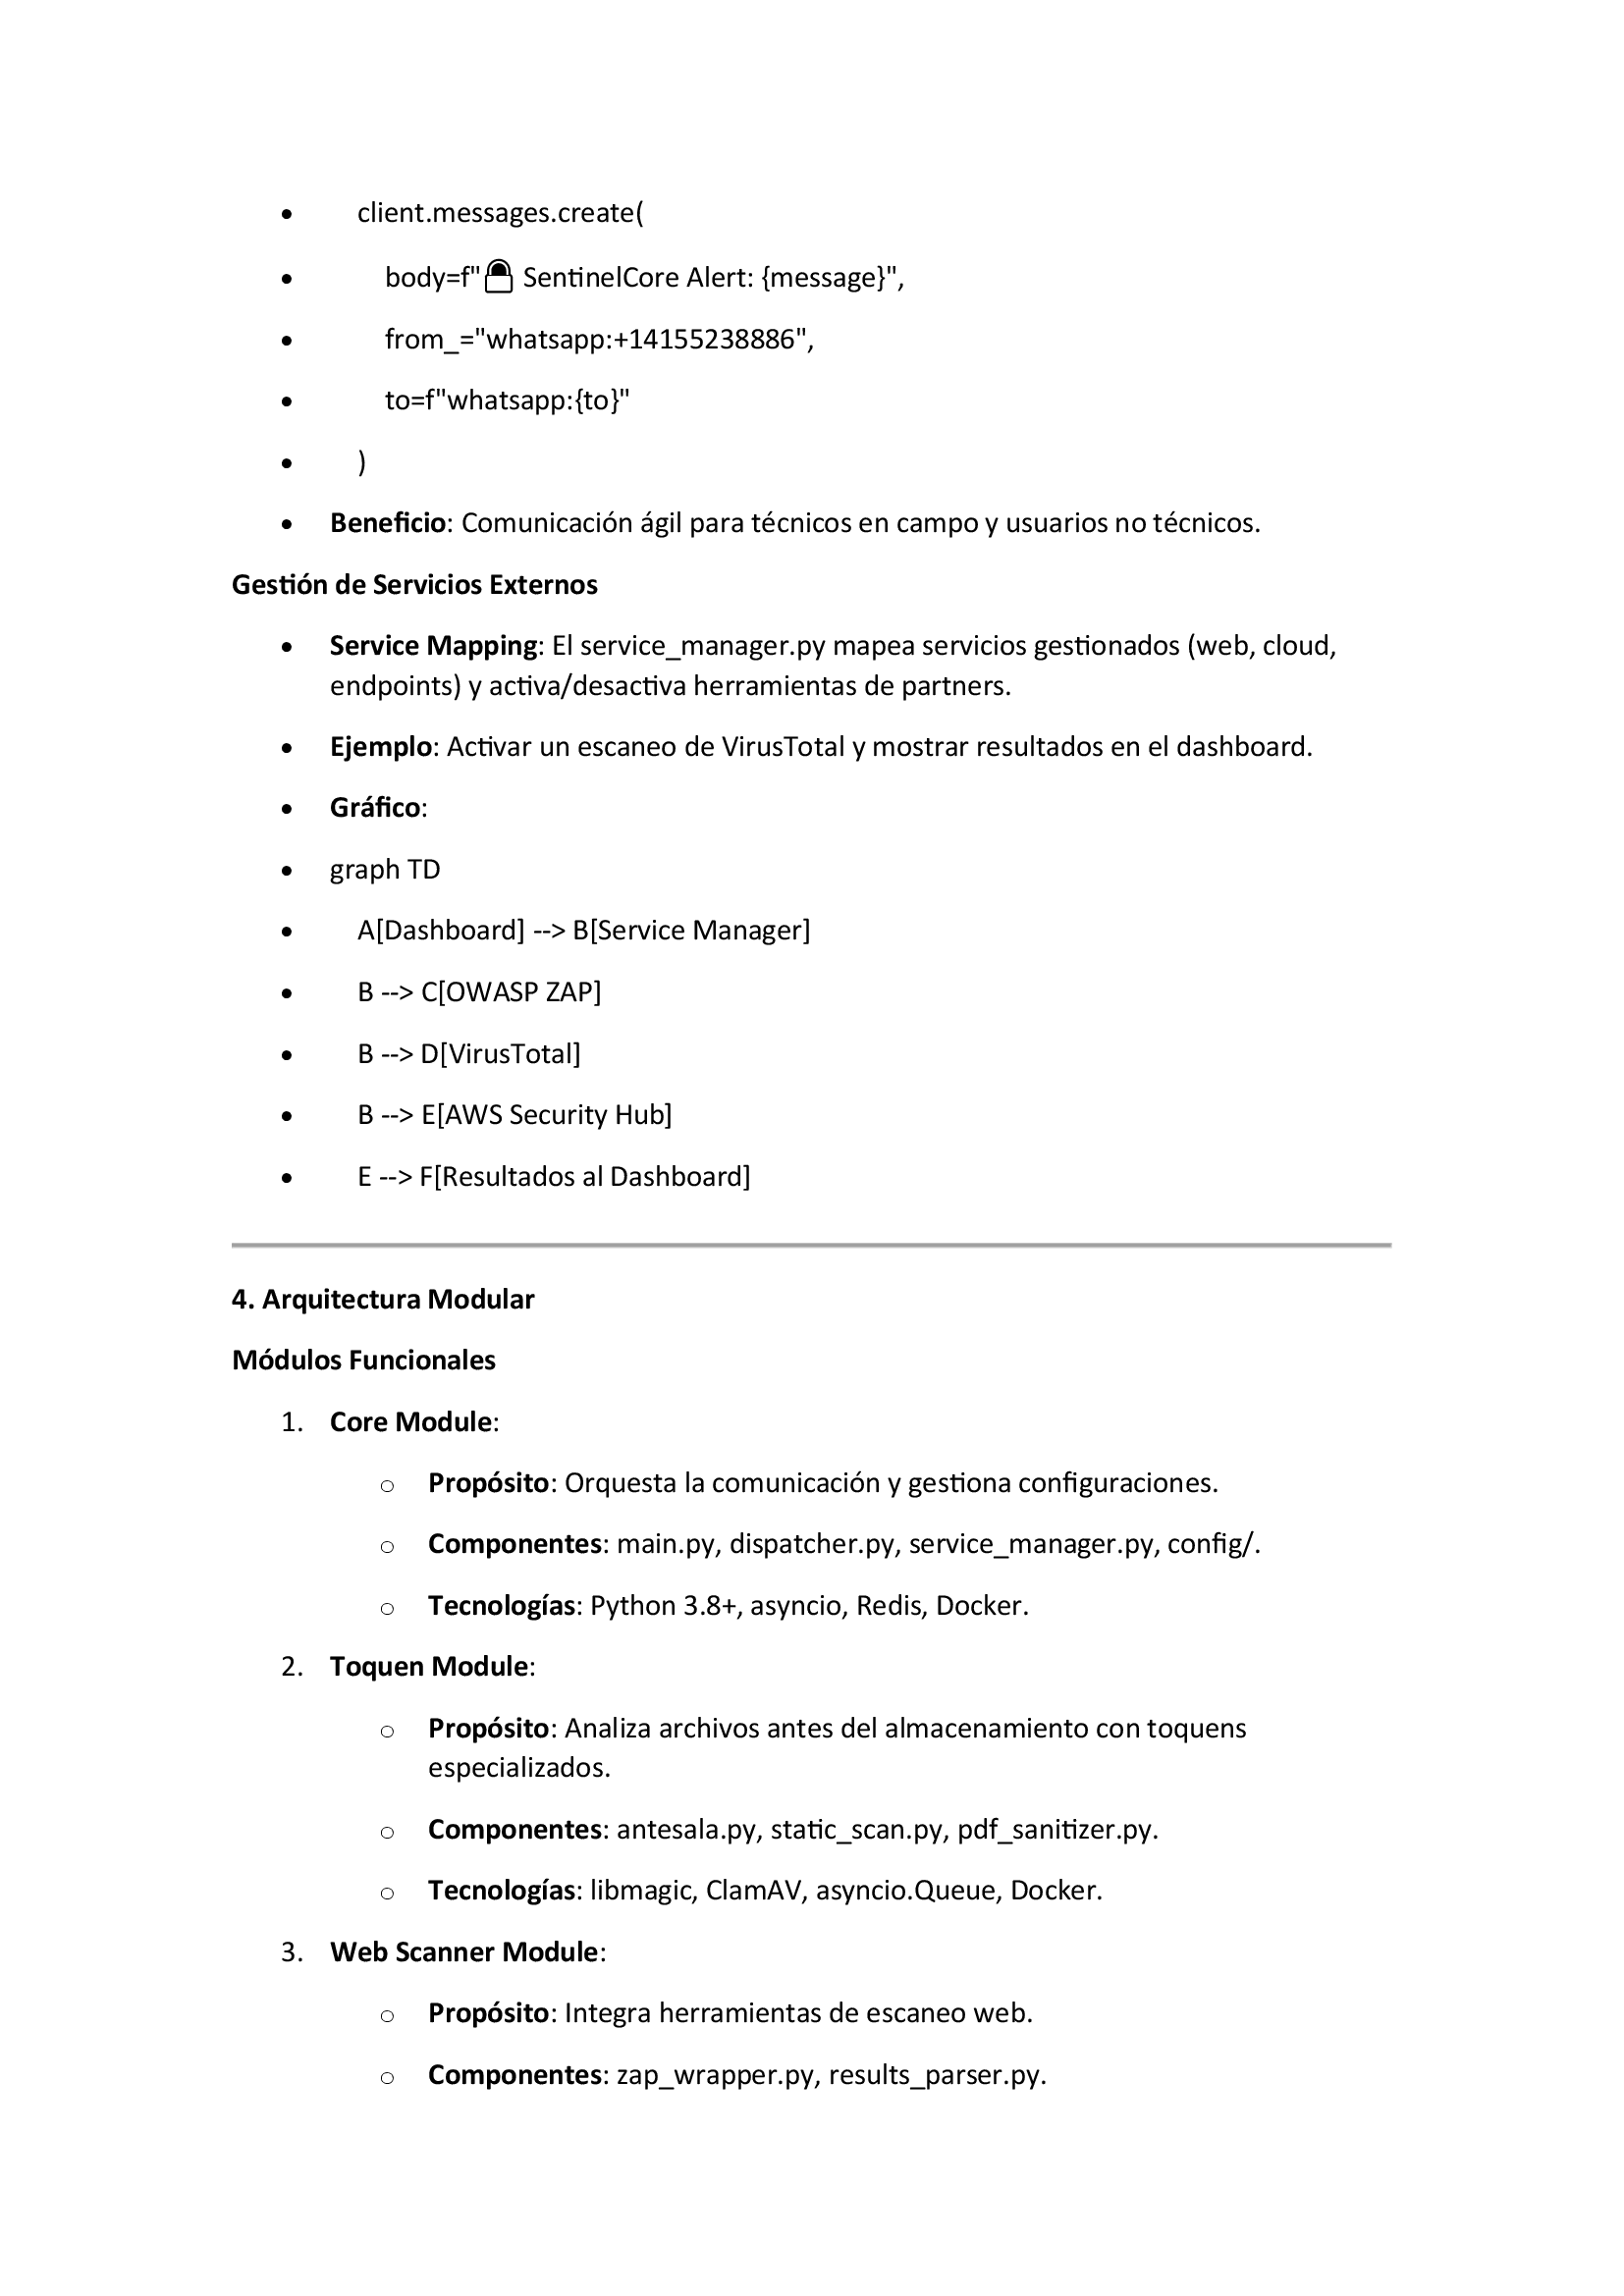 • client.messages.create(
• body=f"🔒 SentinelCore Alert: {message}",
• from_="whatsapp:+14155238886",
• to=f"whatsapp:{to}"
• )
• Beneficio: Comunicación ágil para técnicos en campo y usuarios no técnicos.
Gestión de Servicios Externos
• Service Mapping: El service_manager.py mapea servicios gestionados (web, cloud,
endpoints) y activa/desactiva herramientas de partners.
• Ejemplo: Activar un escaneo de VirusTotal y mostrar resultados en el dashboard.
• Gráfico:
• graph TD
• A[Dashboard] --> B[Service Manager]
• B --> C[OWASP ZAP]
• B --> D[VirusTotal]
• B --> E[AWS Security Hub]
• E --> F[Resultados al Dashboard]
4. Arquitectura Modular
Módulos Funcionales
1. Core Module:
○ Propósito: Orquesta la comunicación y gestiona configuraciones.
○ Componentes: main.py, dispatcher.py, service_manager.py, config/.
○ Tecnologías: Python 3.8+, asyncio, Redis, Docker.
2. Toquen Module:
○ Propósito: Analiza archivos antes del almacenamiento con toquens
especializados.
○ Componentes: antesala.py, static_scan.py, pdf_sanitizer.py.
○ Tecnologías: libmagic, ClamAV, asyncio.Queue, Docker.
3. Web Scanner Module:
○ Propósito: Integra herramientas de escaneo web.
○ Componentes: zap_wrapper.py, results_parser.py.